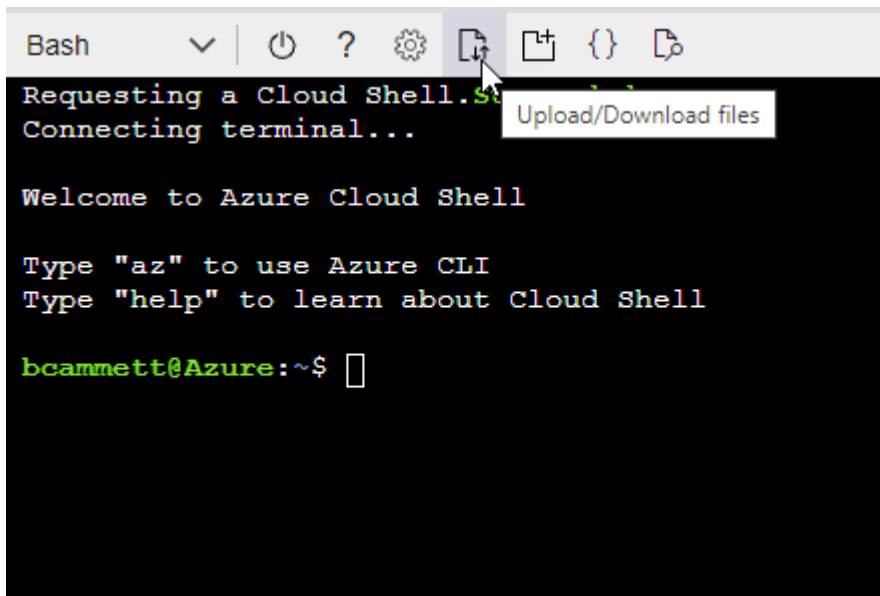 Bash ? {}
Requesting a Cloud Shell.
Upload/Download files
Connecting terminal...
Welcome to Azure Cloud Shell
Type "az" to use Azure CLI
Type "help" to learn about Cloud Shell
bcammett@Azure:~$